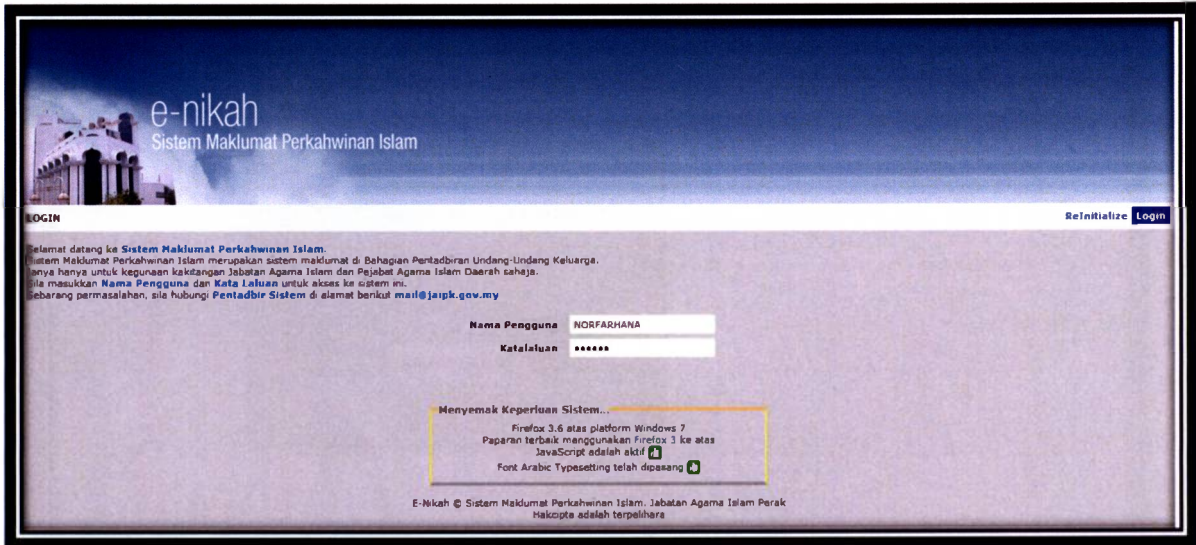 e-nikah
Sistem Maklumat Perkahwinan Islam
LOGIN
ReInitialize Login
Selamat datang ke Sistem Maklumat Perkahwinan Islam.
Sistem Maklumat Perkahwinan Islam merupakan sistem maklumat di Bahagian Pentadbiran Undang-Undang Keluarga.
Ianya hanya untuk kegunaan kakitangan Jabatan Agama Islam dan Pejabat Agama Islam Daerah sahaja.
Sila masukkan Nama Pengguna dan Kata Laluan untuk akses ke sistem ini.
Sebarang permasalahan, sila hubungi Pentadbir Sistem di alamat berikut mail@jaipk.gov.my
Nama Pengguna NORFARHANA
Katalaluan ••••••
Menyemak Keperluan Sistem...
Firefox 3.6 atas platform Windows 7
Paparan terbaik menggunakan Firefox 3 ke atas
JavaScript adalah aktif
Font Arabic Typesetting telah dipasang
E-Nikah © Sistem Maklumat Perkahwinan Islam. Jabatan Agama Islam Perak
Hakcipta adalah terpelihara